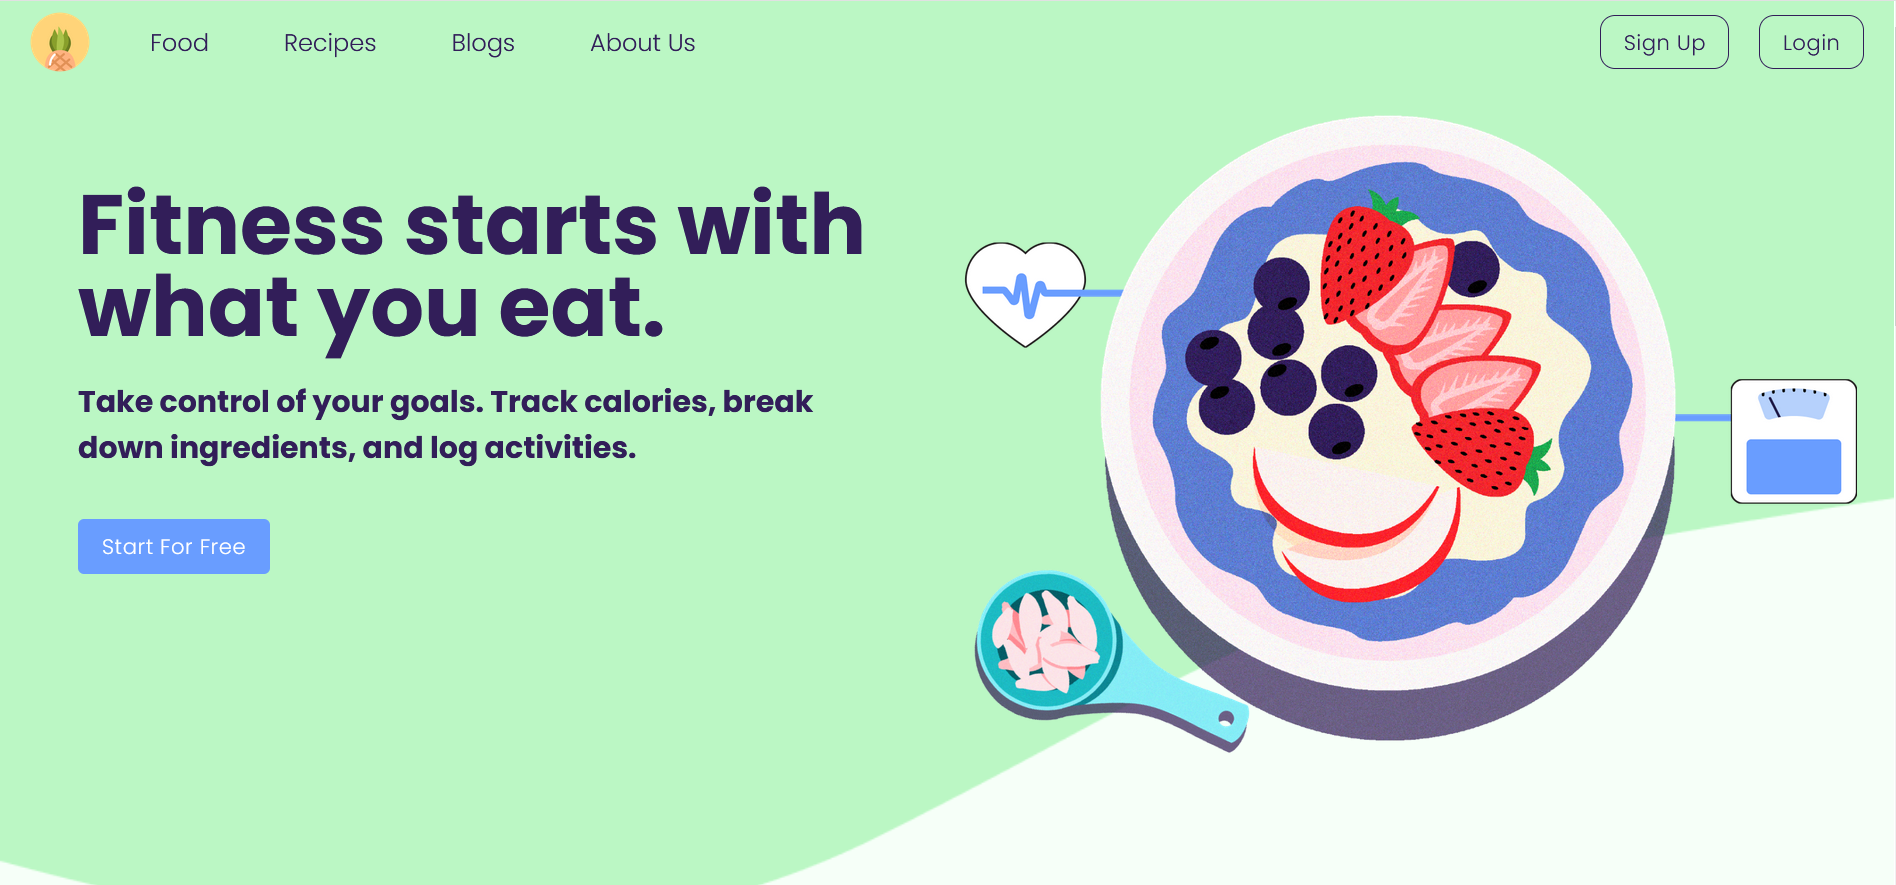 Food
Recipes
Blogs
About Us
Sign Up
Login
Fitness starts with
what you eat.
Take control of your goals. Track calories, break
down ingredients, and log activities.
Start For Free